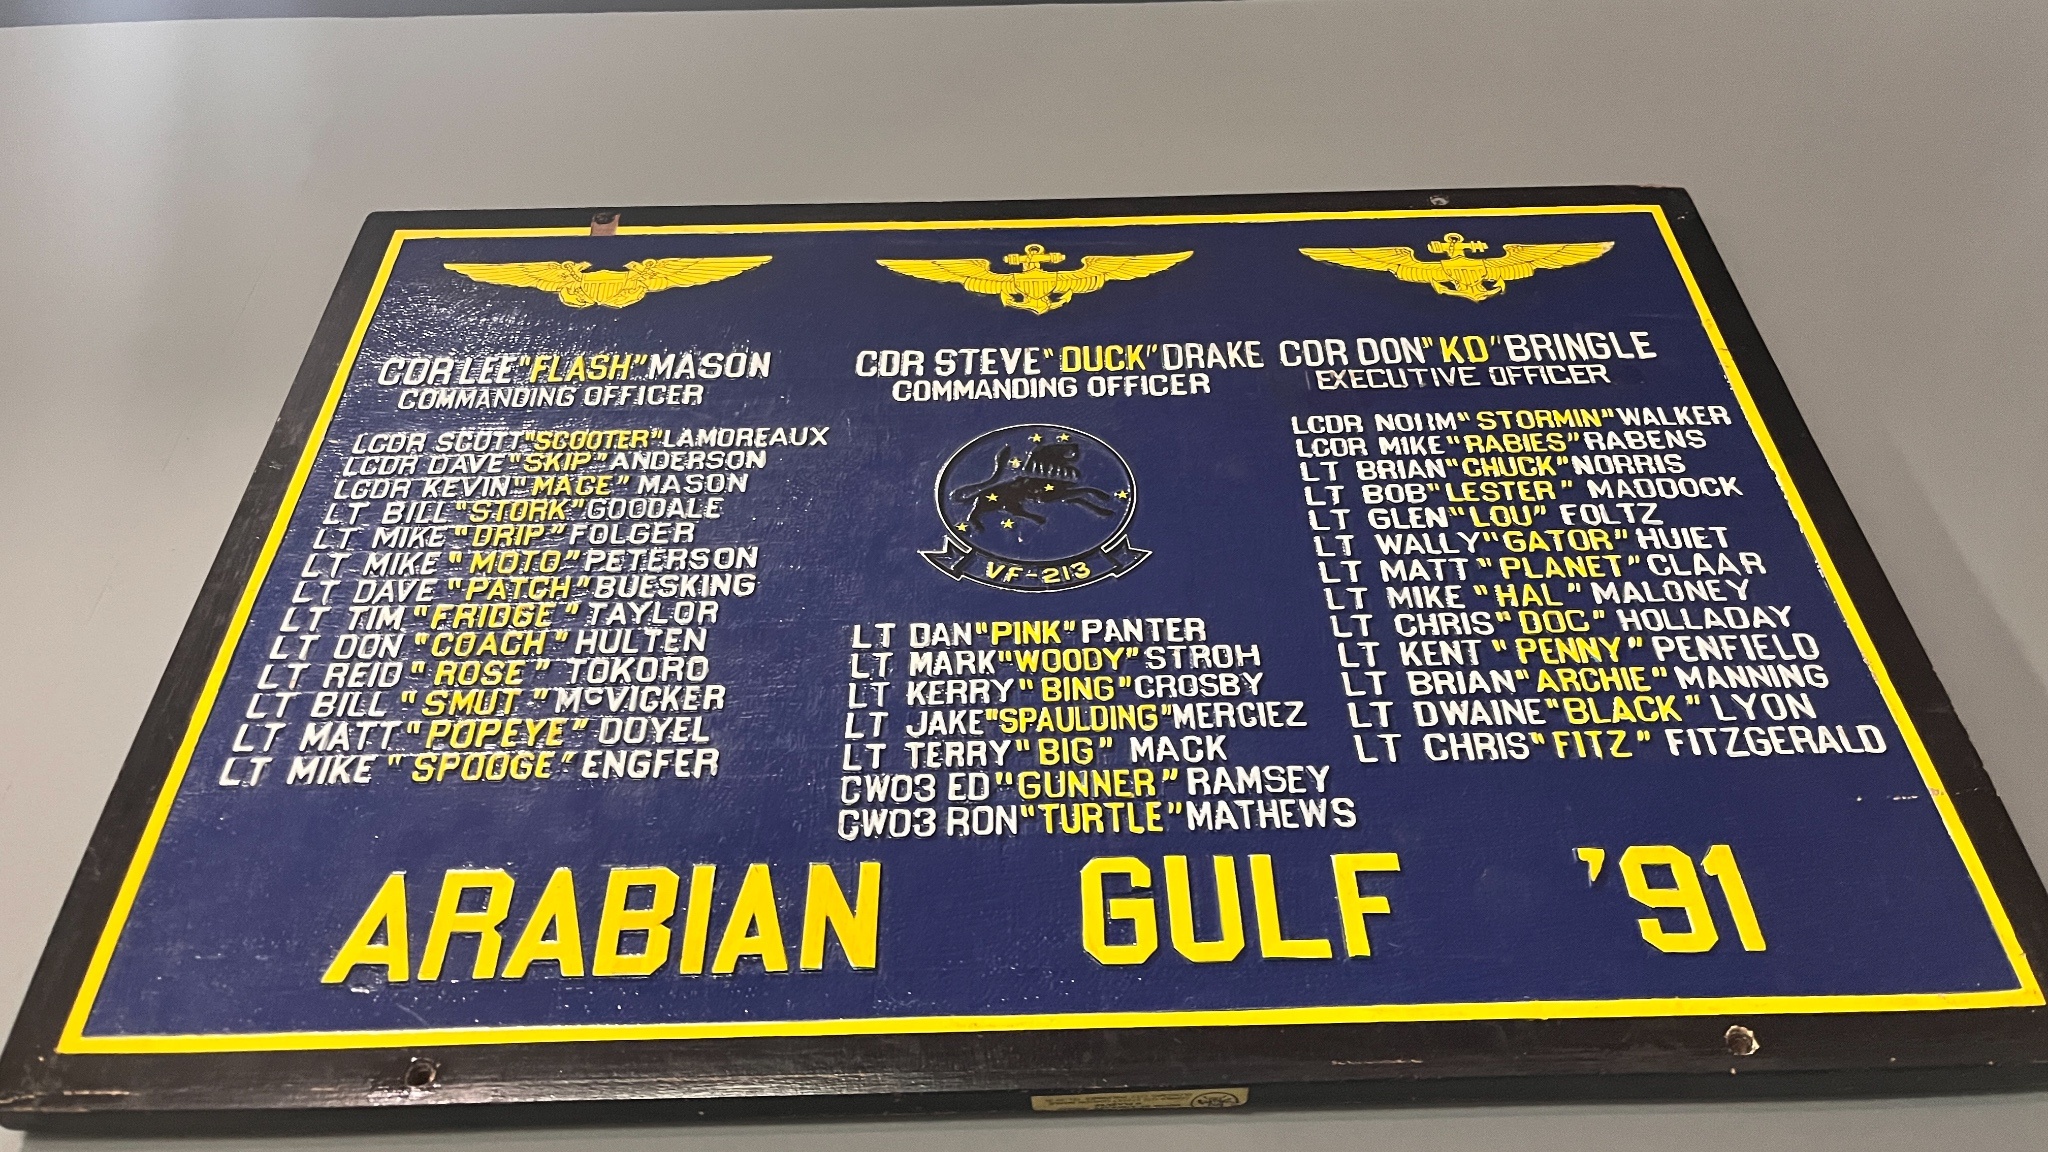 CDR LEE "FLASH" MASON
COMMANDING OFFICER
LCDR SCOTT "SCOOTER" LAMOREAUX
LCDR DAVE "SKIP" ANDERSON
LCDR KEVIN "MACE" MASON
LT BILL "STORK" GOODALE
LT MIKE "DRIP" FOLGER
LT MIKE "MOTO" PETERSON
LT DAVE "PATCH" BUESKING
LT TIM "FRIDGE" TAYLOR
LT DON "COACH" HULTEN
LT REID "ROSE" TOKORO
LT BILL "SMUT" McVICKER
LT MATT "POPEYE" DOYEL
LT MIKE "SPOOGE" ENGFER
CDR STEVE "DUCK" DRAKE
COMMANDING OFFICER
VF-213
LT DAN "PINK" PANTER
LT MARK "WOODY" STROH
LT KERRY "BING" CROSBY
LT JAKE "SPAULDING" MERCIEZ
LT TERRY "BIG" MACK
CWO3 ED "GUNNER" RAMSEY
CWO3 RON "TURTLE" MATHEWS
CDR DON "KD" BRINGLE
EXECUTIVE OFFICER
LCDR NORM "STORMIN" WALKER
LCDR MIKE "RABIES" RABENS
LT BRIAN "CHUCK" NORRIS
LT BOB "LESTER" MADDOCK
LT GLEN "LOU" FOLTZ
LT WALLY "GATOR" HUIET
LT MATT "PLANET" CLAAR
LT MIKE "HAL" MALONEY
LT CHRIS "DOC" HOLLADAY
LT KENT "PENNY" PENFIELD
LT BRIAN "ARCHIE" MANNING
LT DWAINE "BLACK" LYON
LT CHRIS "FITZ" FITZGERALD
ARABIAN GULF '91